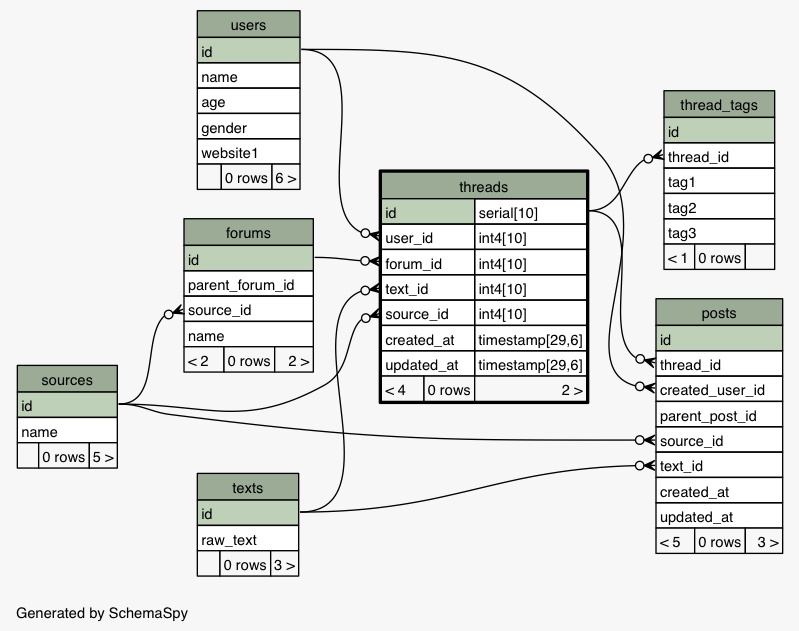 users
id
name
age
gender
website1
0 rows 6 >
forums
id
parent_forum_id
source_id
name
< 2 0 rows 2 >
sources
id
name
0 rows 5 >
texts
id
raw_text
0 rows 3 >
threads
id serial[10]
user_id int4[10]
forum_id int4[10]
text_id int4[10]
source_id int4[10]
created_at timestamp[29,6]
updated_at timestamp[29,6]
< 4 0 rows 2 >
thread_tags
id
thread_id
tag1
tag2
tag3
< 1 0 rows
posts
id
thread_id
created_user_id
parent_post_id
source_id
text_id
created_at
updated_at
< 5 0 rows 3 >
Generated by SchemaSpy